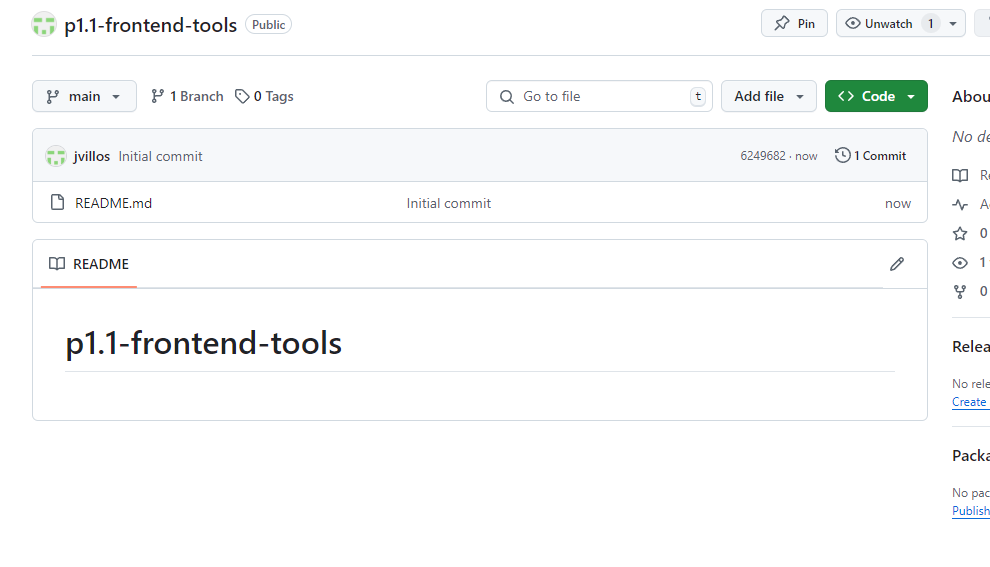 p1.1-frontend-tools Public Pin Unwatch 1
main 1 Branch 0 Tags Go to file t Add file Code
jvillos Initial commit 6249682 · now 1 Commit
README.md Initial commit now
README
p1.1-frontend-tools
Abou
No de
Re
A
0
1
0
Relea
No rele
Create
Packa
No pac
Publish